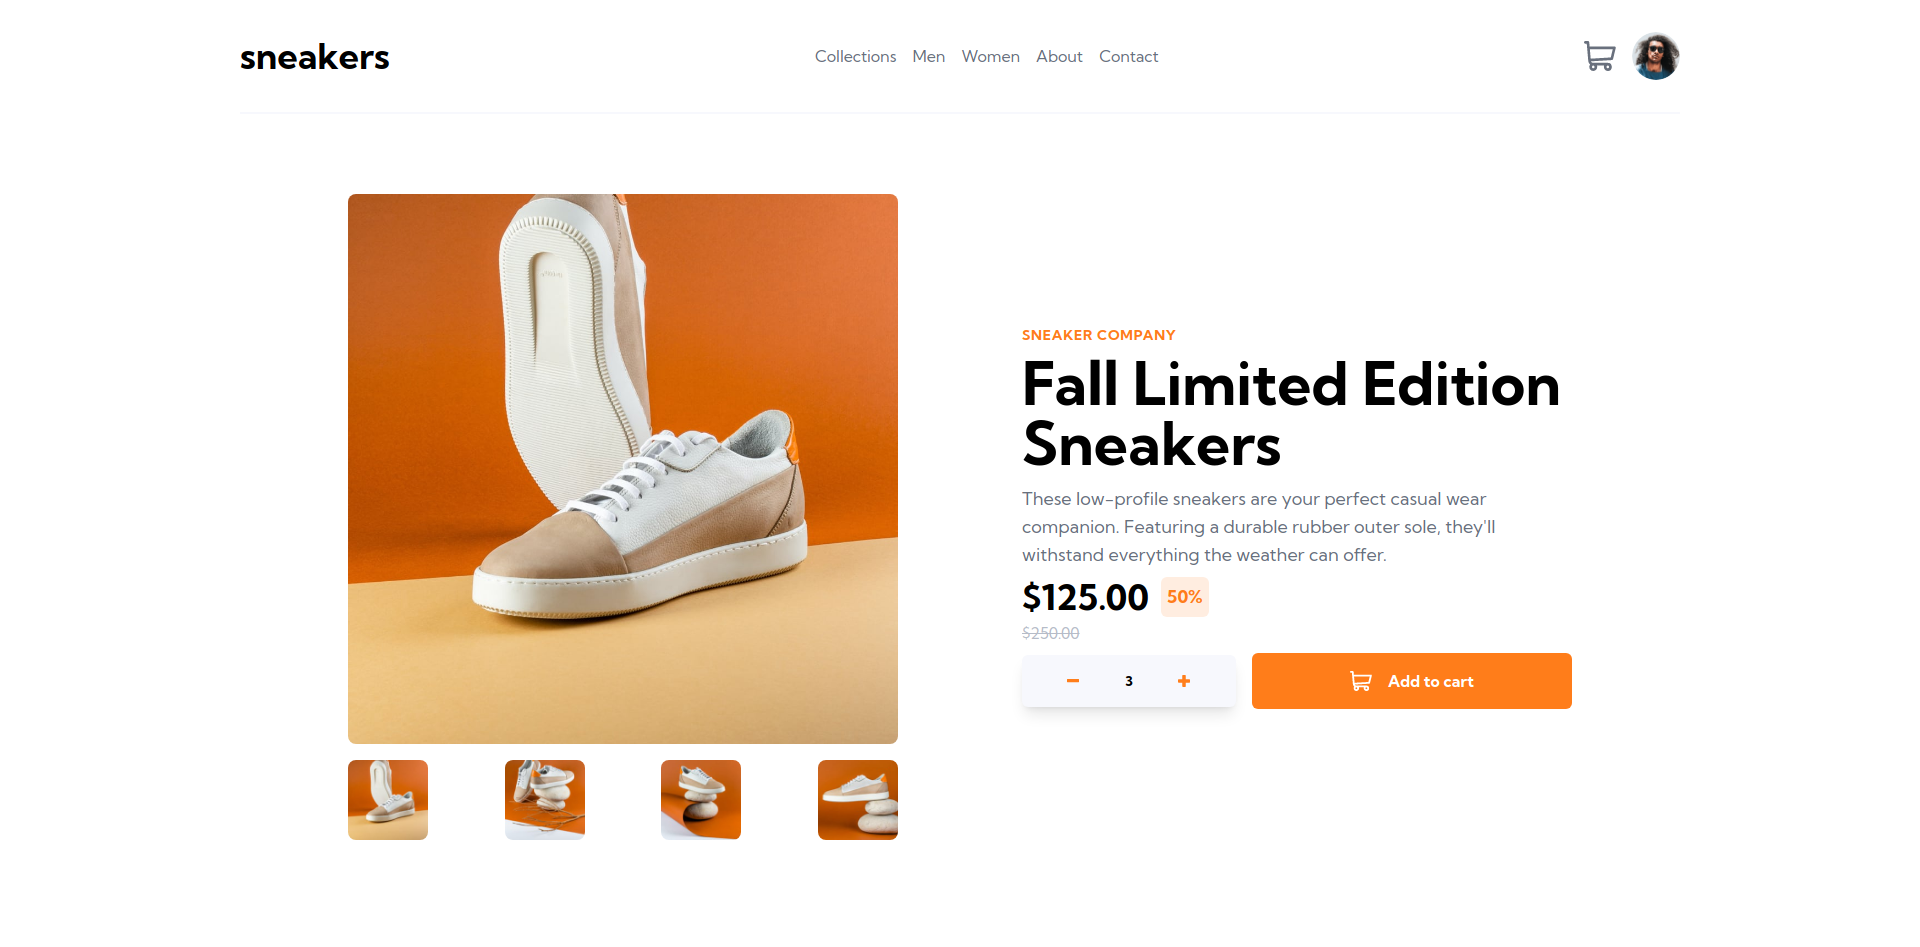 sneakers
Collections Men Women About Contact
SNEAKER COMPANY
Fall Limited Edition
Sneakers
These low-profile sneakers are your perfect casual wear
companion. Featuring a durable rubber outer sole, they'll
withstand everything the weather can offer.
$125.00 50%
$250.00
3
Add to cart